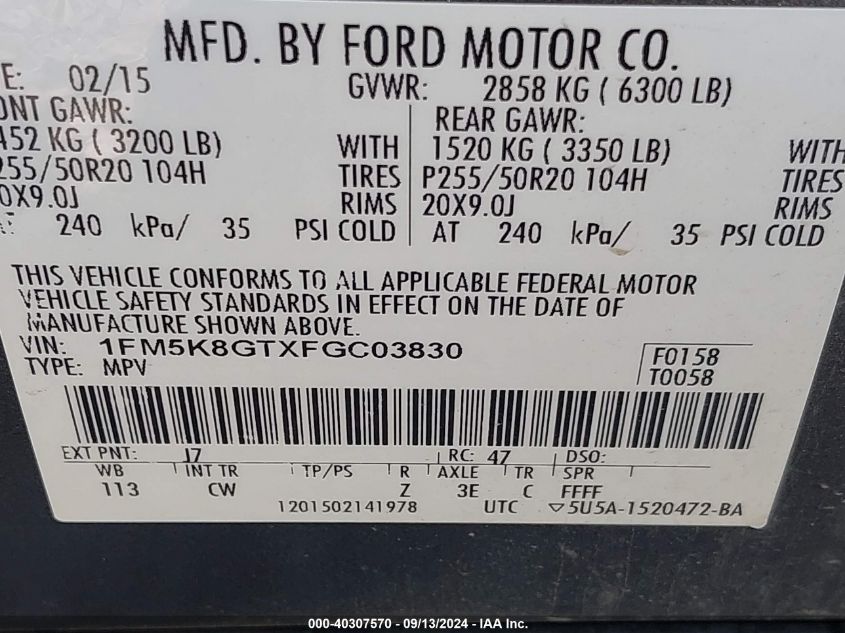 MFD. BY FORD MOTOR CO.
E: 02/15 GVWR: 2858 KG ( 6300 LB)
ONT GAWR: REAR GAWR:
452 KG ( 3200 LB) WITH 1520 KG ( 3350 LB) WITH
P255/50R20 104H TIRES P255/50R20 104H TIRES
0X9.0J RIMS 20X9.0J RIMS
AT 240 kPa/ 35 PSI COLD AT 240 kPa/ 35 PSI COLD
THIS VEHICLE CONFORMS TO ALL APPLICABLE FEDERAL MOTOR
VEHICLE SAFETY STANDARDS IN EFFECT ON THE DATE OF
MANUFACTURE SHOWN ABOVE.
VIN: 1FM5K8GTXFGC03830 F0158
TYPE: MPV T0058
EXT PNT: J7 RC: 47 DSO:
WB INT TR TP/PS R AXLE TR SPR
113 CW Z 3E C FFFF
1201502141978 UTC ▽5U5A-1520472-BA
000-40307570 - 09/13/2024 - IAA Inc.